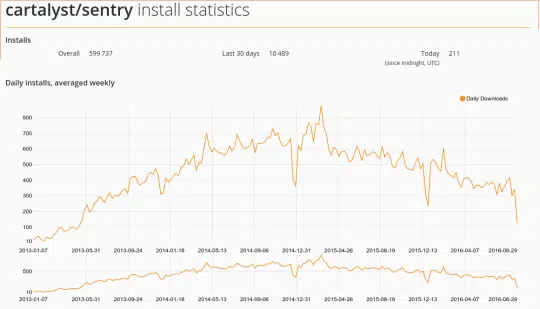 cartalyst/sentry install statistics
Installs
Overall 599 737 Last 30 days 10 489 Today 211
(since midnight, UTC)
Daily installs, averaged weekly
Daily Downloads
800
700
600
500
400
300
200
100
10
2013-01-07 2013-05-31 2013-09-24 2014-01-18 2014-05-13 2014-09-06 2014-12-31 2015-04-26 2015-08-19 2015-12-13 2016-04-07 2016-08-29
500
10
2013-01-07 2013-05-31 2013-09-24 2014-01-18 2014-05-13 2014-09-06 2014-12-31 2015-04-26 2015-08-19 2015-12-13 2016-04-07 2016-08-29